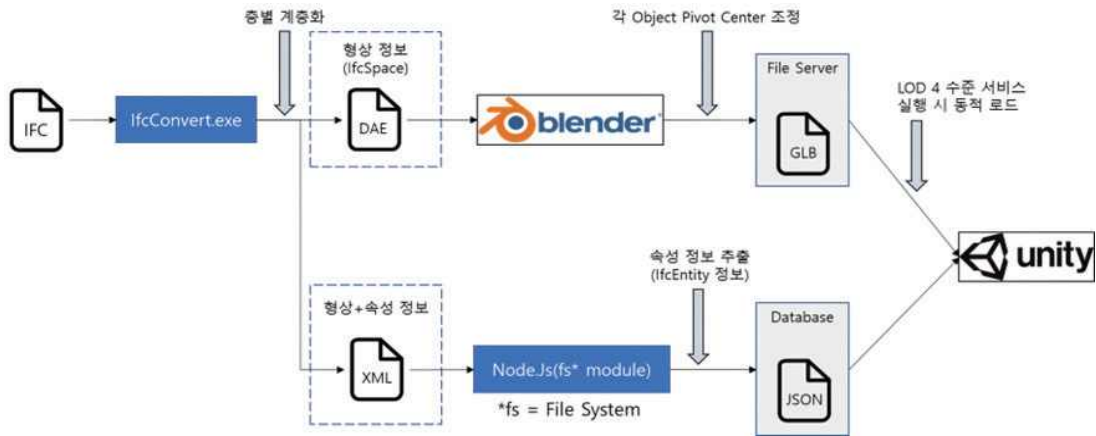 층별 계층화
각 Object Pivot Center 조정
형상 정보
(IfcSpace)
File Server
LOD 4 수준 서비스
실행 시 동적 로드
IFC
IfcConvert.exe
DAE
blender
GLB
unity
속성 정보 추출
(IfcEntity 정보)
형상+속성 정보
Database
XML
Node.Js(fs* module)
JSON
*fs = File System